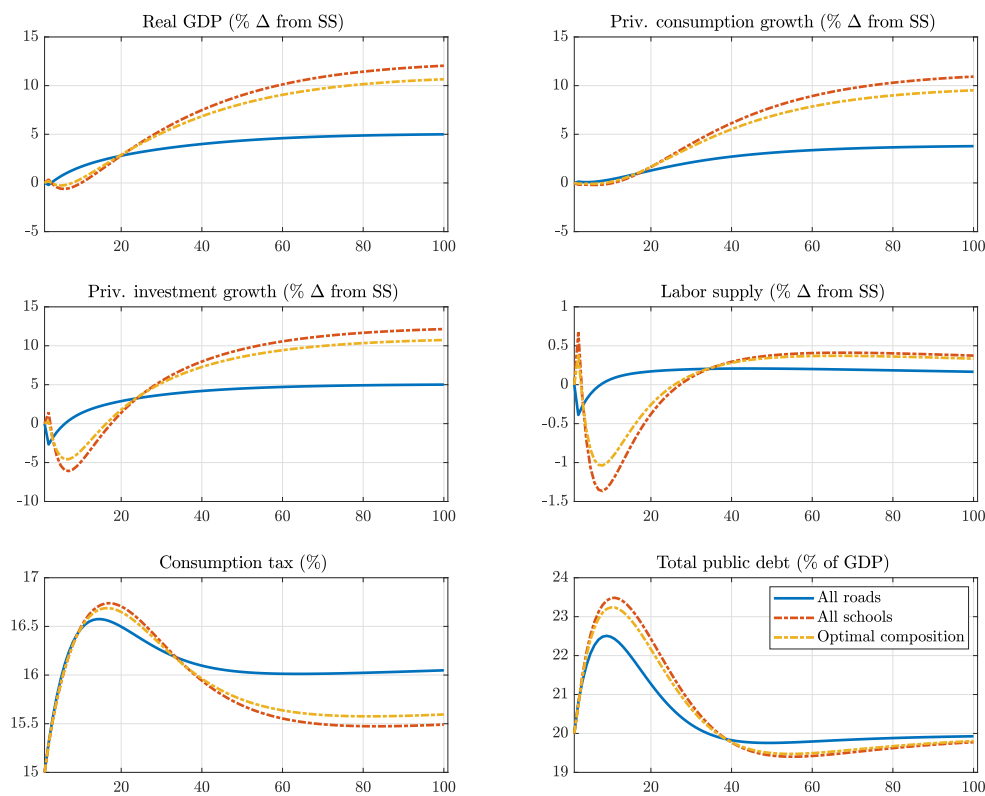 Real GDP (% Δ from SS)
15
10
5
0
-5
20 40 60 80 100
Priv. consumption growth (% Δ from SS)
15
10
5
0
-5
20 40 60 80 100
Priv. investment growth (% Δ from SS)
15
10
5
0
-5
-10
20 40 60 80 100
Labor supply (% Δ from SS)
1
0.5
0
-0.5
-1
-1.5
20 40 60 80 100
Consumption tax (%)
17
16.5
16
15.5
15
20 40 60 80 100
Total public debt (% of GDP)
24
23
22
21
20
19
20 40 60 80 100
All roads
All schools
Optimal composition